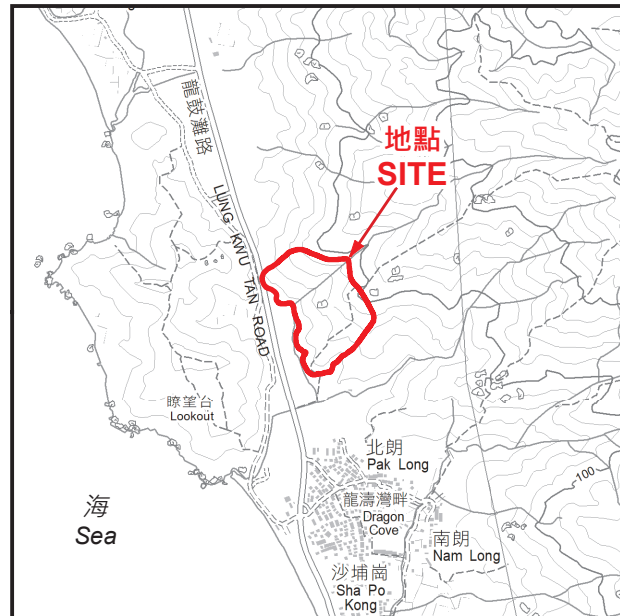 龍鼓灘路
地點
SITE
LUNG KWU TAN ROAD
瞭望台
Lookout
北朗
Pak Long
100
龍濤灣畔
Dragon
Cove
海
Sea
南朗
Nam Long
沙埔崗
Sha Po
Kong